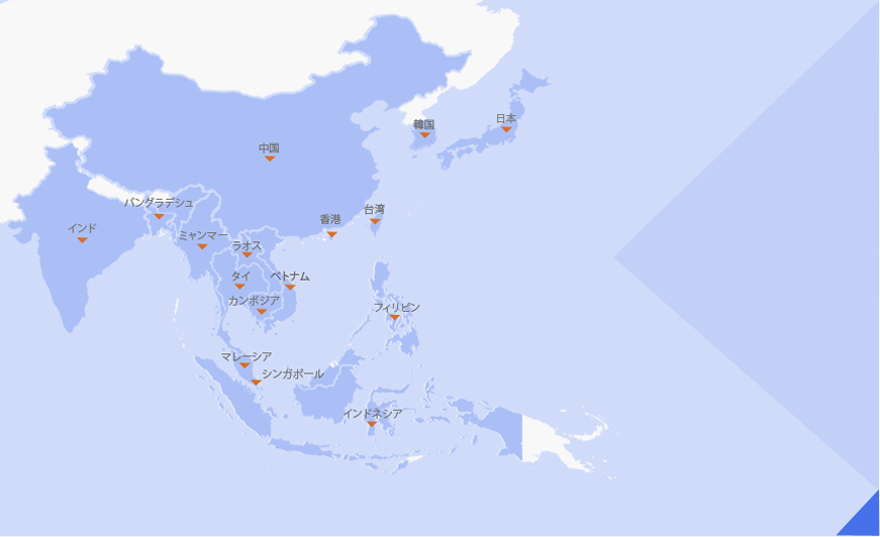 韓国
日本
中国
バングラデシュ
台湾
香港
インド
ミャンマー
ラオス
タイ
ベトナム
カンボジア
フィリピン
マレーシア
シンガポール
インドネシア